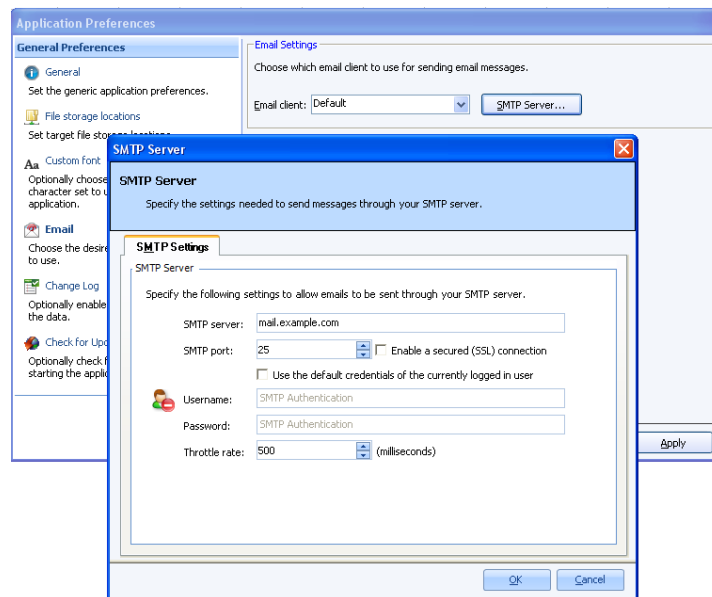 Application Preferences
General Preferences
General
Set the generic application preferences.
File storage locations
Set target file storage locations.
Aa Custom font
Optionally choose
character set to u
application.
Email
Choose the desire
to use.
Change Log
Optionally enable
the data.
Check for Upd
Optionally check f
starting the applic
Email Settings
Choose which email client to use for sending email messages.
Email client: Default
SMTP Server...
Apply
SMTP Server
SMTP Server
Specify the settings needed to send messages through your SMTP server.
SMTP Settings
SMTP Server
Specify the following settings to allow emails to be sent through your SMTP server.
SMTP server: mail.example.com
SMTP port: 25 Enable a secured (SSL) connection
Use the default credentials of the currently logged in user
Username: SMTP Authentication
Password: SMTP Authentication
Throttle rate: 500 (milliseconds)
OK Cancel